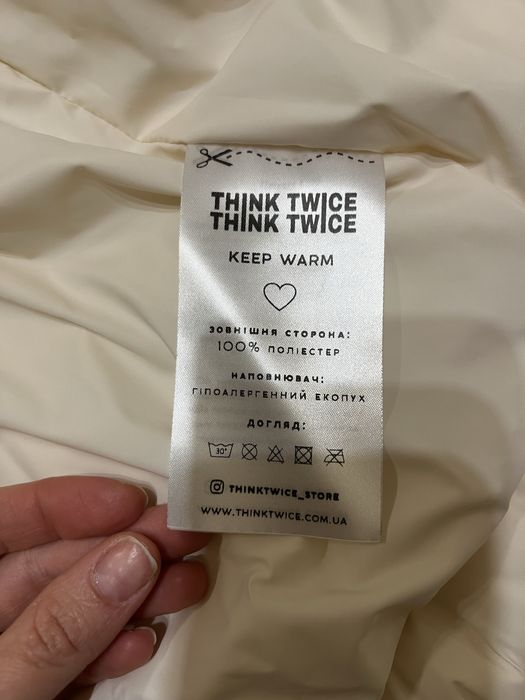 THINK TWICE
THINK TWICE
KEEP WARM
ЗОВНІШНЯ СТОРОНА:
100% ПОЛІЕСТЕР
НАПОВНЮВАЧ:
ГІПОАЛЕРГЕННИЙ ЕКОПУХ
ДОГЛЯД:
30°
THINKTWICE_STORE
WWW.THINKTWICE.COM.UA